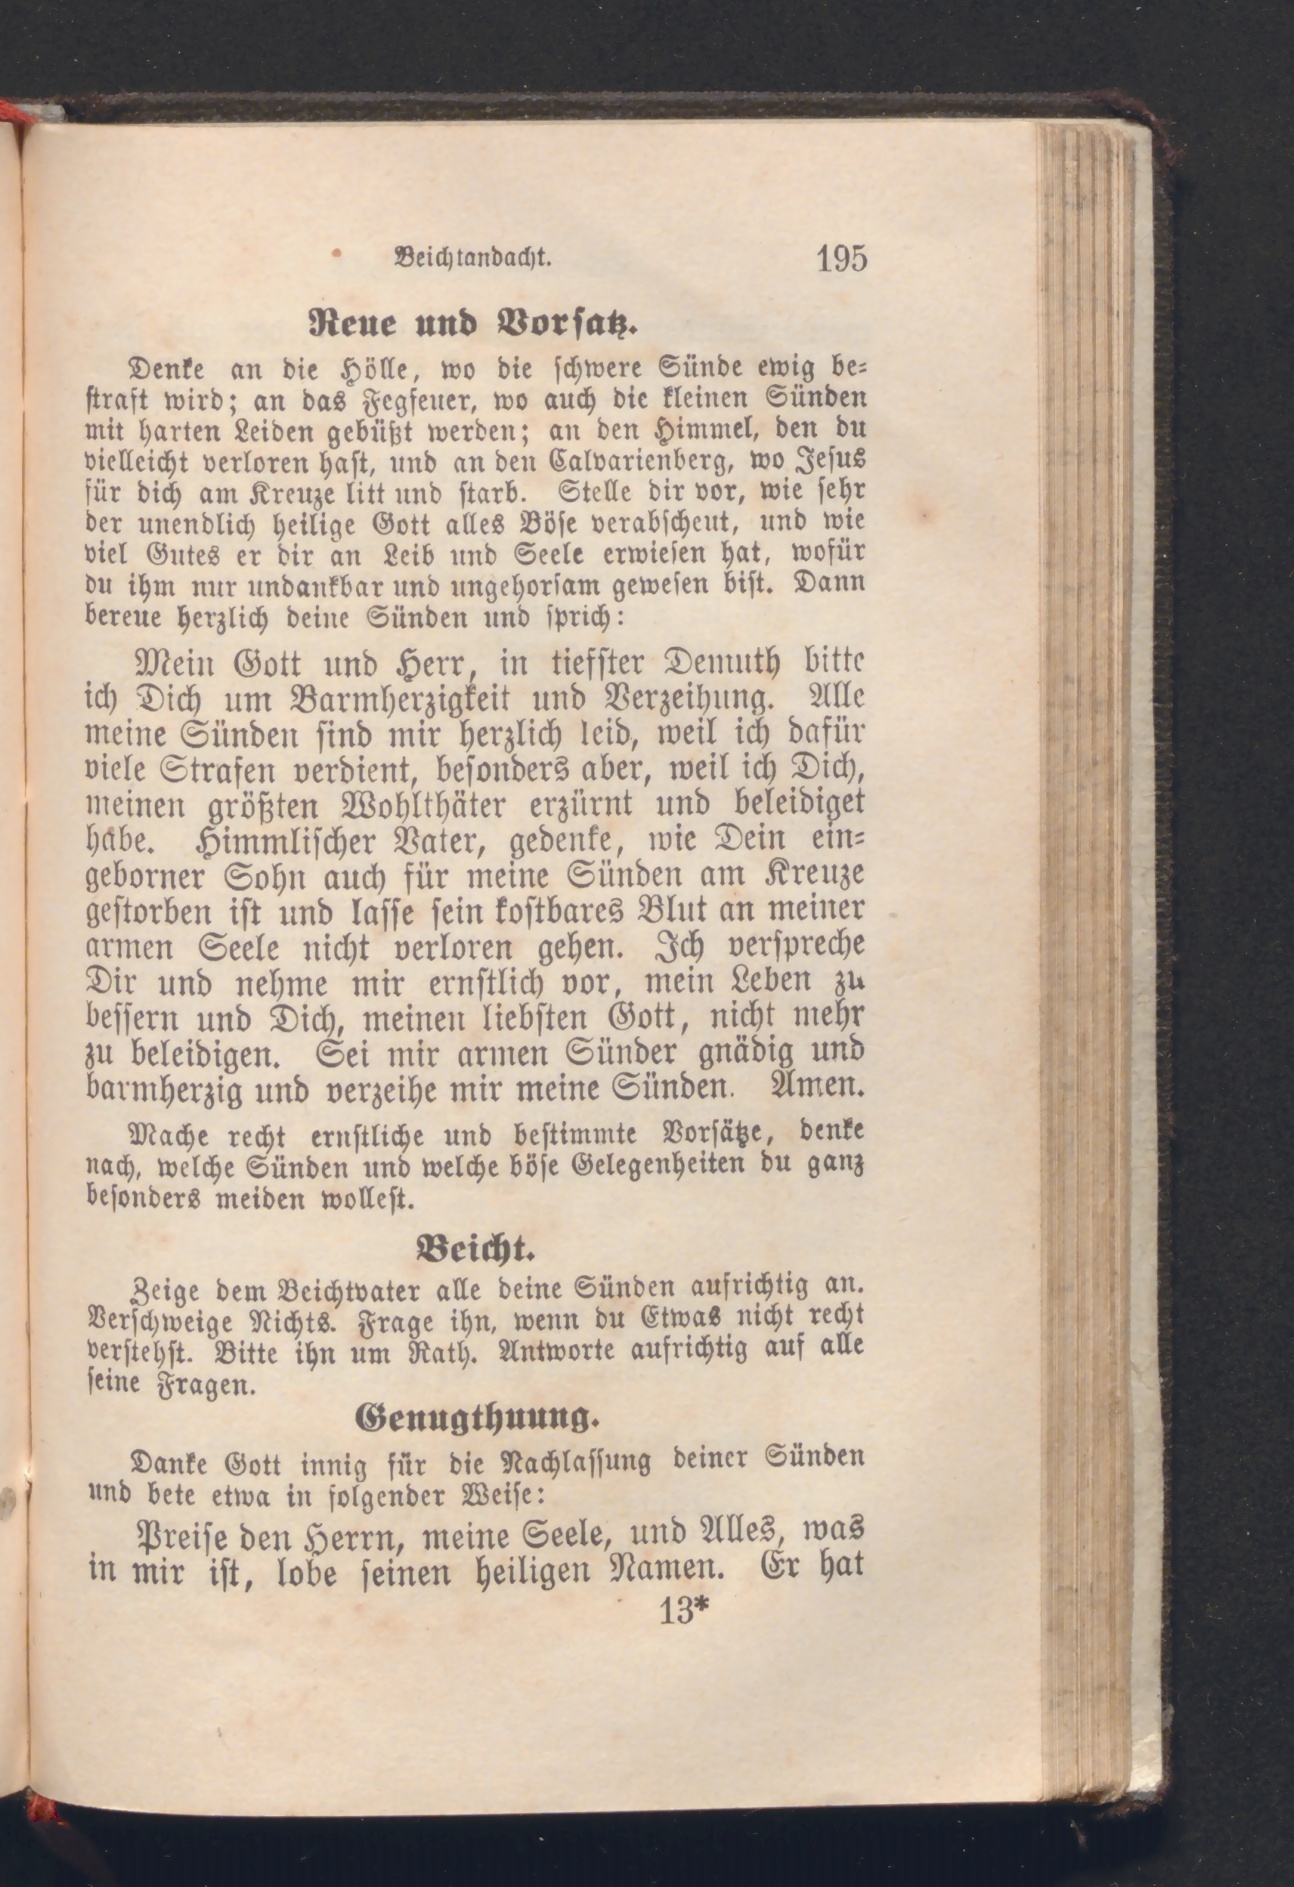 Beichtandacht. 195
Reue und Vorsatz.
Denke an die Hölle, wo die schwere Sünde ewig be-
straft wird; an das Fegfeuer, wo auch die kleinen Sünden
mit harten Leiden gebüßt werden; an den Himmel, den du
vielleicht verloren hast, und an den Calvarienberg, wo Jesus
für dich am Kreuze litt und starb. Stelle dir vor, wie sehr
der unendlich heilige Gott alles Böse verabscheut, und wie
viel Gutes er dir an Leib und Seele erwiesen hat, wofür
du ihm nur undankbar und ungehorsam gewesen bist. Dann
bereue herzlich deine Sünden und sprich:
Mein Gott und Herr, in tiefster Demuth bitte
ich Dich um Barmherzigkeit und Verzeihung. Alle
meine Sünden sind mir herzlich leid, weil ich dafür
viele Strafen verdient, besonders aber, weil ich Dich,
meinen größten Wohlthäter erzürnt und beleidiget
habe. Himmlischer Vater, gedenke, wie Dein ein-
geborner Sohn auch für meine Sünden am Kreuze
gestorben ist und lasse sein kostbares Blut an meiner
armen Seele nicht verloren gehen. Ich verspreche
Dir und nehme mir ernstlich vor, mein Leben zu
bessern und Dich, meinen liebsten Gott, nicht mehr
zu beleidigen. Sei mir armen Sünder gnädig und
barmherzig und verzeihe mir meine Sünden. Amen.
Mache recht ernstliche und bestimmte Vorsätze, denke
nach, welche Sünden und welche böse Gelegenheiten du ganz
besonders meiden wollest.
Beicht.
Zeige dem Beichtvater alle deine Sünden aufrichtig an.
Verschweige Nichts. Frage ihn, wenn du Etwas nicht recht
verstehst. Bitte ihn um Rath. Antworte aufrichtig auf alle
seine Fragen.
Genugthuung.
Danke Gott innig für die Nachlassung deiner Sünden
und bete etwa in folgender Weise:
Preise den Herrn, meine Seele, und Alles, was
in mir ist, lobe seinen heiligen Namen. Er hat
13*